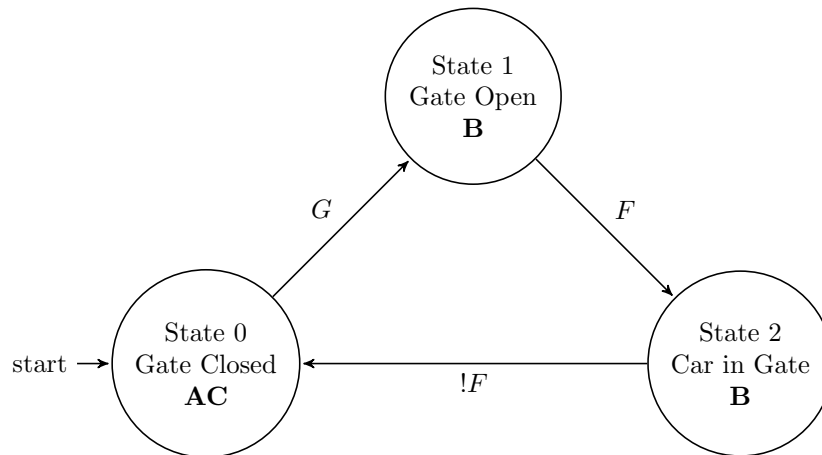 State 1
Gate Open
B
G
F
State 0
Gate Closed
AC
start
State 2
Car in Gate
B
!F